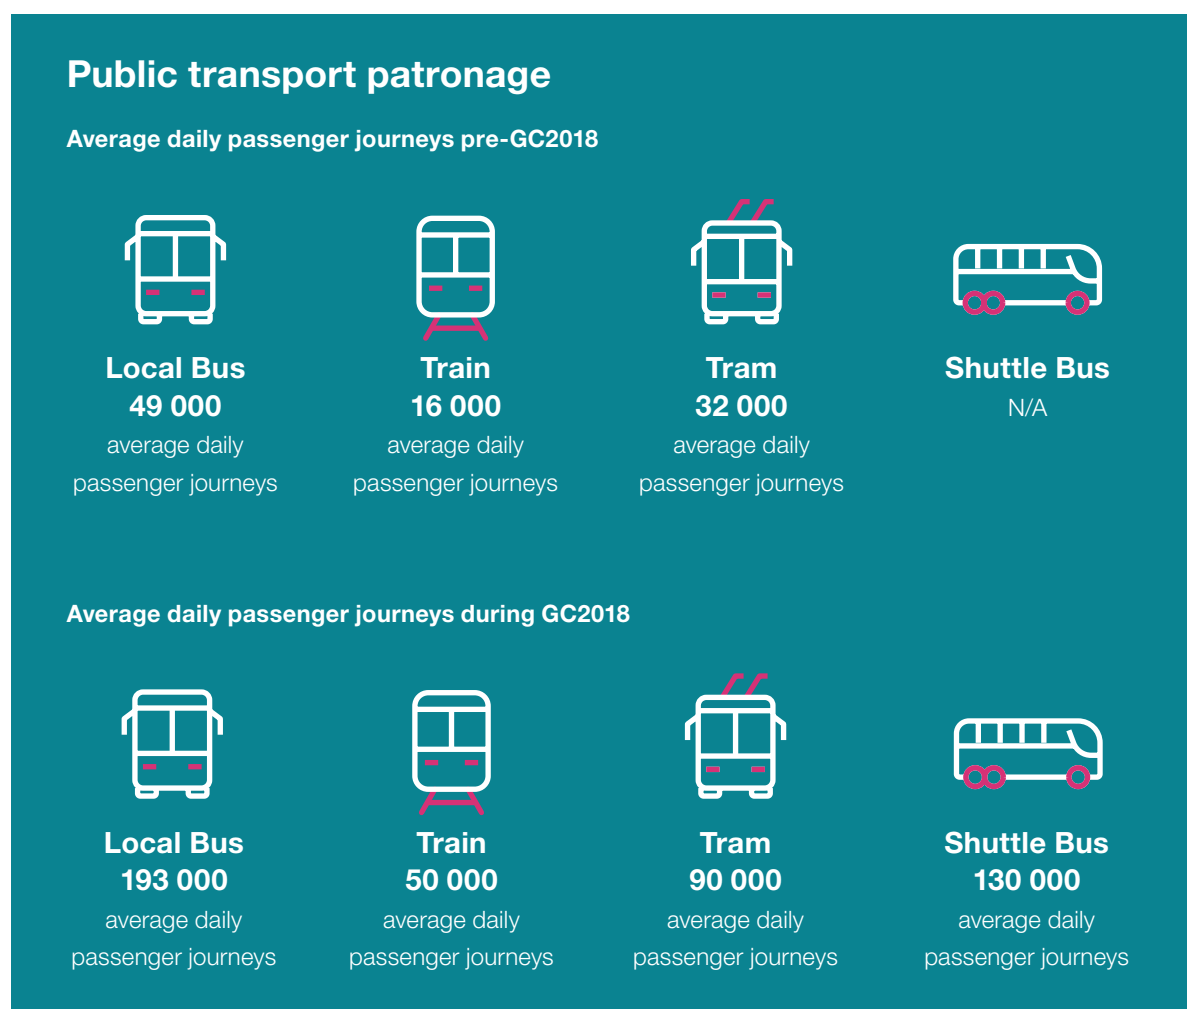 Public transport patronage
Average daily passenger journeys pre-GC2018
Local Bus
49 000
average daily
passenger journeys
Train
16 000
average daily
passenger journeys
Tram
32 000
average daily
passenger journeys
Shuttle Bus
N/A
Average daily passenger journeys during GC2018
Local Bus
193 000
average daily
passenger journeys
Train
50 000
average daily
passenger journeys
Tram
90 000
average daily
passenger journeys
Shuttle Bus
130 000
average daily
passenger journeys